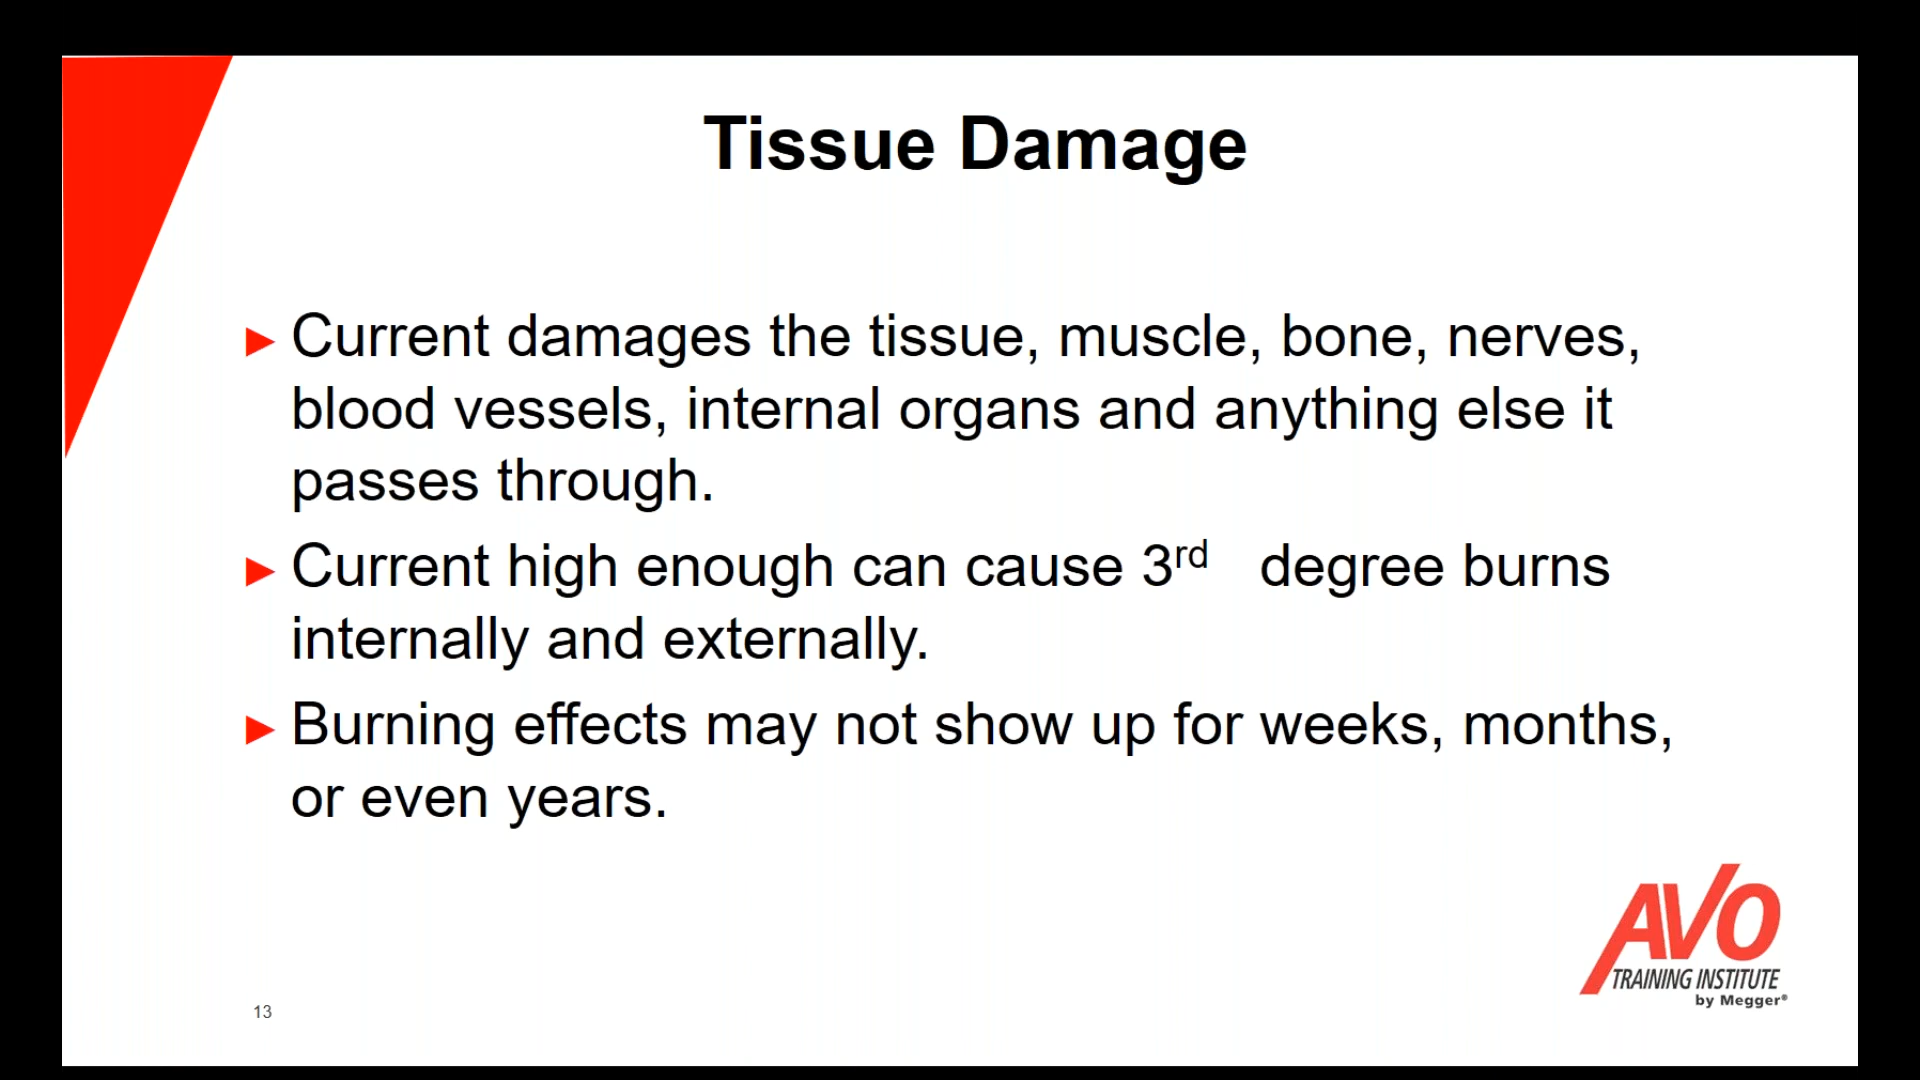 Tissue Damage
► Current damages the tissue, muscle, bone, nerves,
blood vessels, internal organs and anything else it
passes through.
► Current high enough can cause 3rd degree burns
internally and externally.
► Burning effects may not show up for weeks, months,
or even years.
AVO
TRAINING INSTITUTE
by Megger®
13